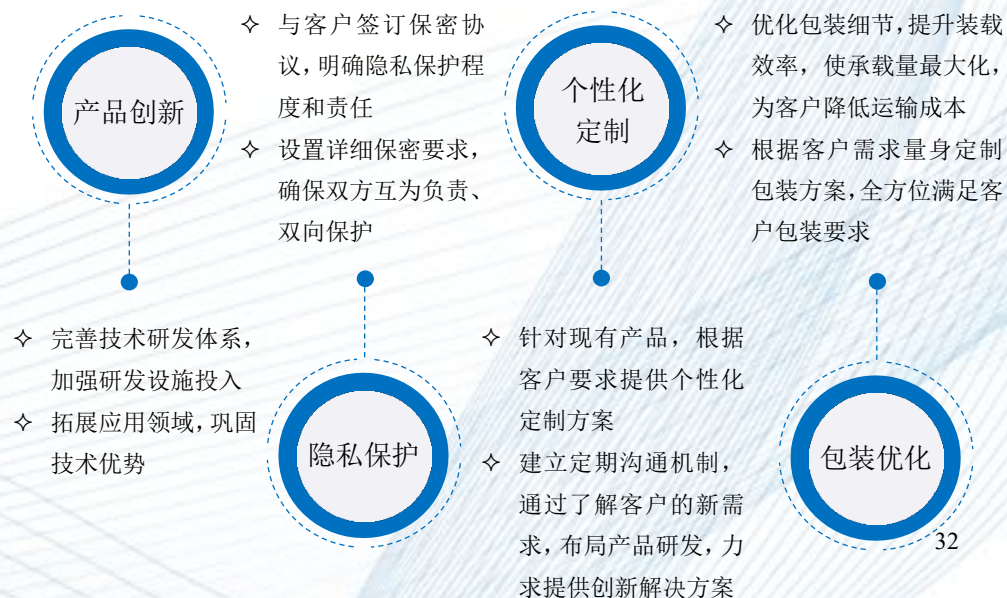 产品创新
✧ 完善技术研发体系，
加强研发设施投入
✧ 拓展应用领域，巩固
技术优势
✧ 与客户签订保密协
议，明确隐私保护程
度和责任
✧ 设置详细保密要求，
确保双方互为负责、
双向保护
隐私保护
个性化
定制
✧ 针对现有产品，根据
客户要求提供个性化
定制方案
✧ 建立定期沟通机制，
通过了解客户的新需
求，布局产品研发，力
求提供创新解决方案
✧ 优化包装细节，提升装载
效率，使承载量最大化，
为客户降低运输成本
✧ 根据客户需求量身定制
包装方案，全方位满足客
户包装要求
包装优化
32